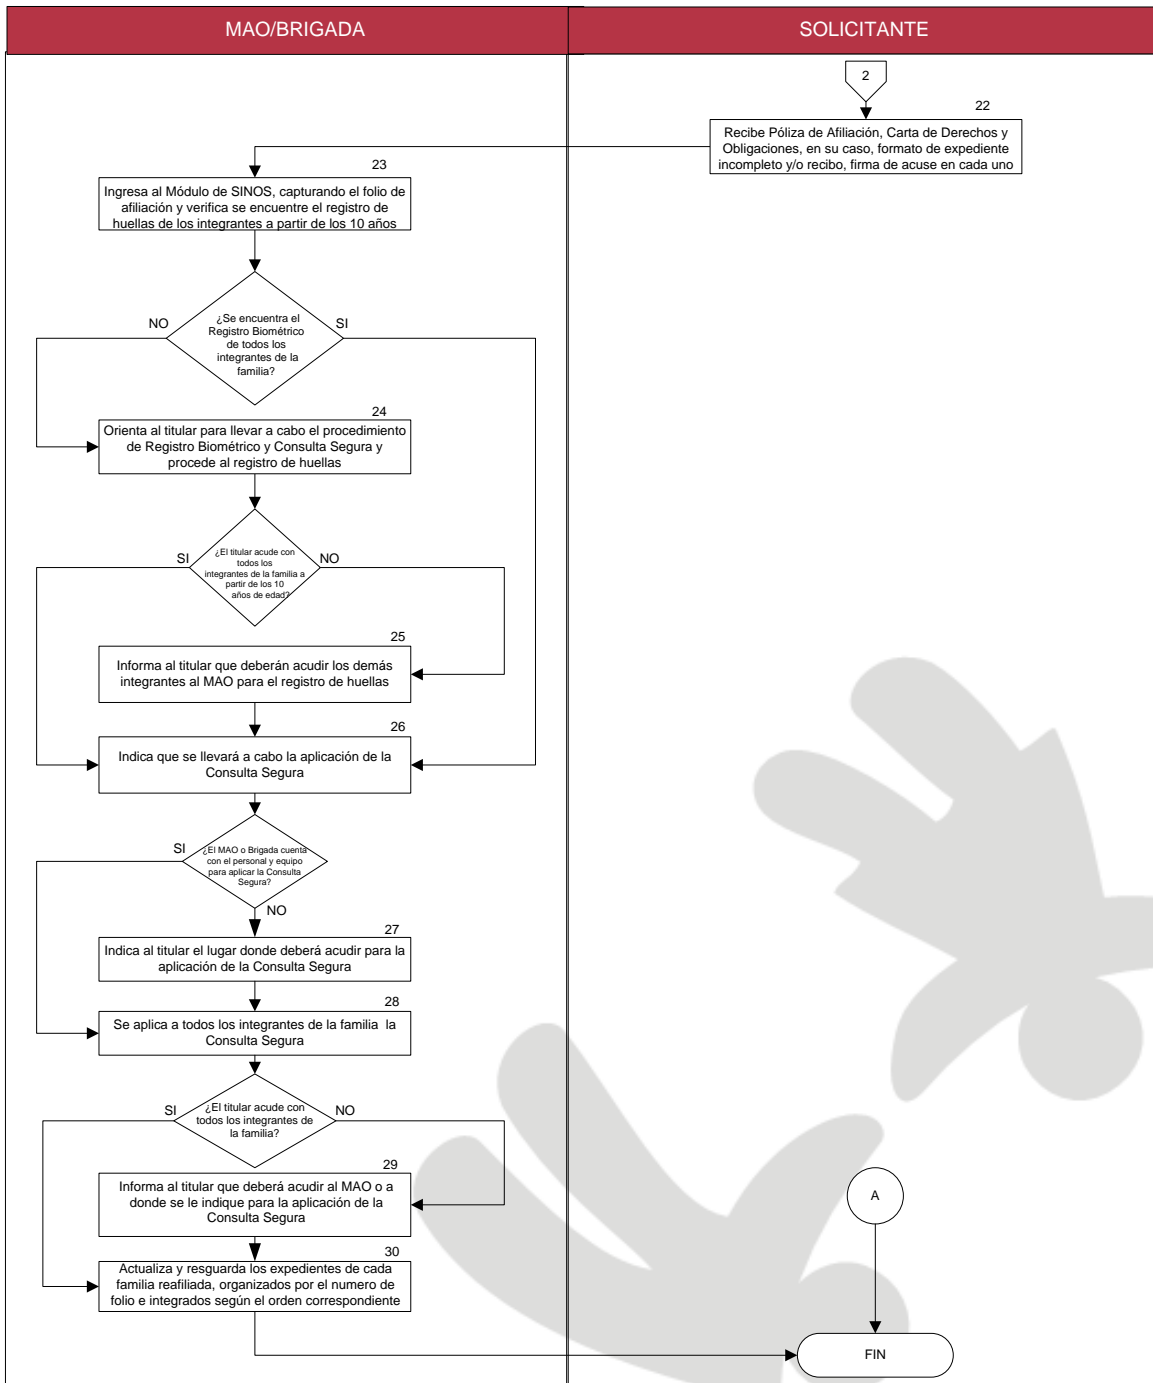 MAO/BRIGADA
SOLICITANTE
2
22
Recibe Póliza de Afiliación, Carta de Derechos y
Obligaciones, en su caso, formato de expediente
incompleto y/o recibo, firma de acuse en cada uno
23
Ingresa al Módulo de SINOS, capturando el folio de
afiliación y verifica se encuentre el registro de
huellas de los integrantes a partir de los 10 años
¿Se encuentra el
Registro Biométrico
de todos los
integrantes de la
familia?
NO
SI
24
Orienta al titular para llevar a cabo el procedimiento
de Registro Biométrico y Consulta Segura y
procede al registro de huellas
¿El titular acude con
todos los
integrantes de la familia a
partir de los 10
años de edad?
SI
NO
25
Informa al titular que deberán acudir los demás
integrantes al MAO para el registro de huellas
26
Indica que se llevará a cabo la aplicación de la
Consulta Segura
¿El MAO o Brigada cuenta
con el personal y equipo
para aplicar la Consulta
Segura?
SI
NO
27
Indica al titular el lugar donde deberá acudir para la
aplicación de la Consulta Segura
28
Se aplica a todos los integrantes de la familia la
Consulta Segura
¿El titular acude con
todos los integrantes de
la familia?
SI
NO
29
Informa al titular que deberá acudir al MAO o a
donde se le indique para la aplicación de la
Consulta Segura
30
Actualiza y resguarda los expedientes de cada
familia reafiliada, organizados por el numero de
folio e integrados según el orden correspondiente
A
FIN